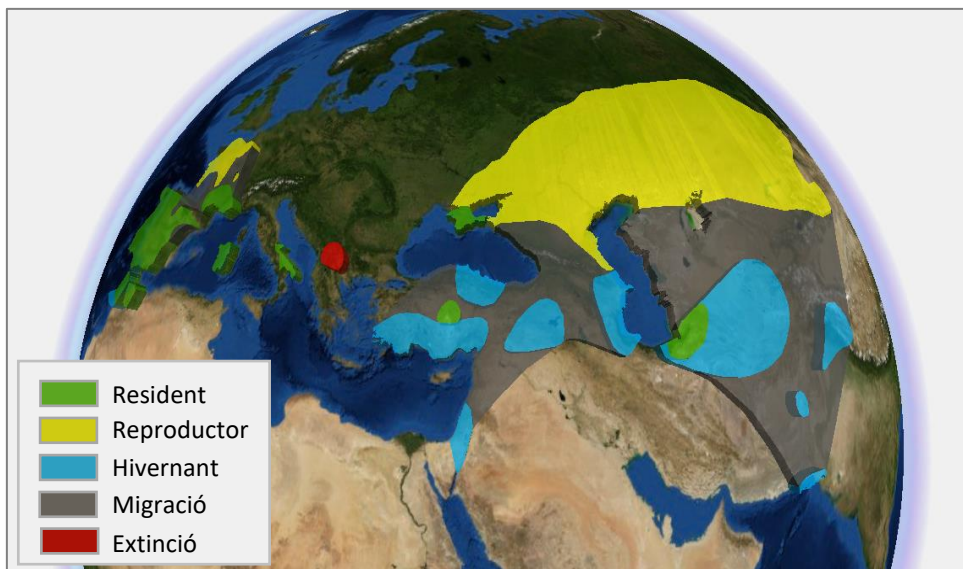 Resident
Reproductor
Hivernant
Migració
Extinció